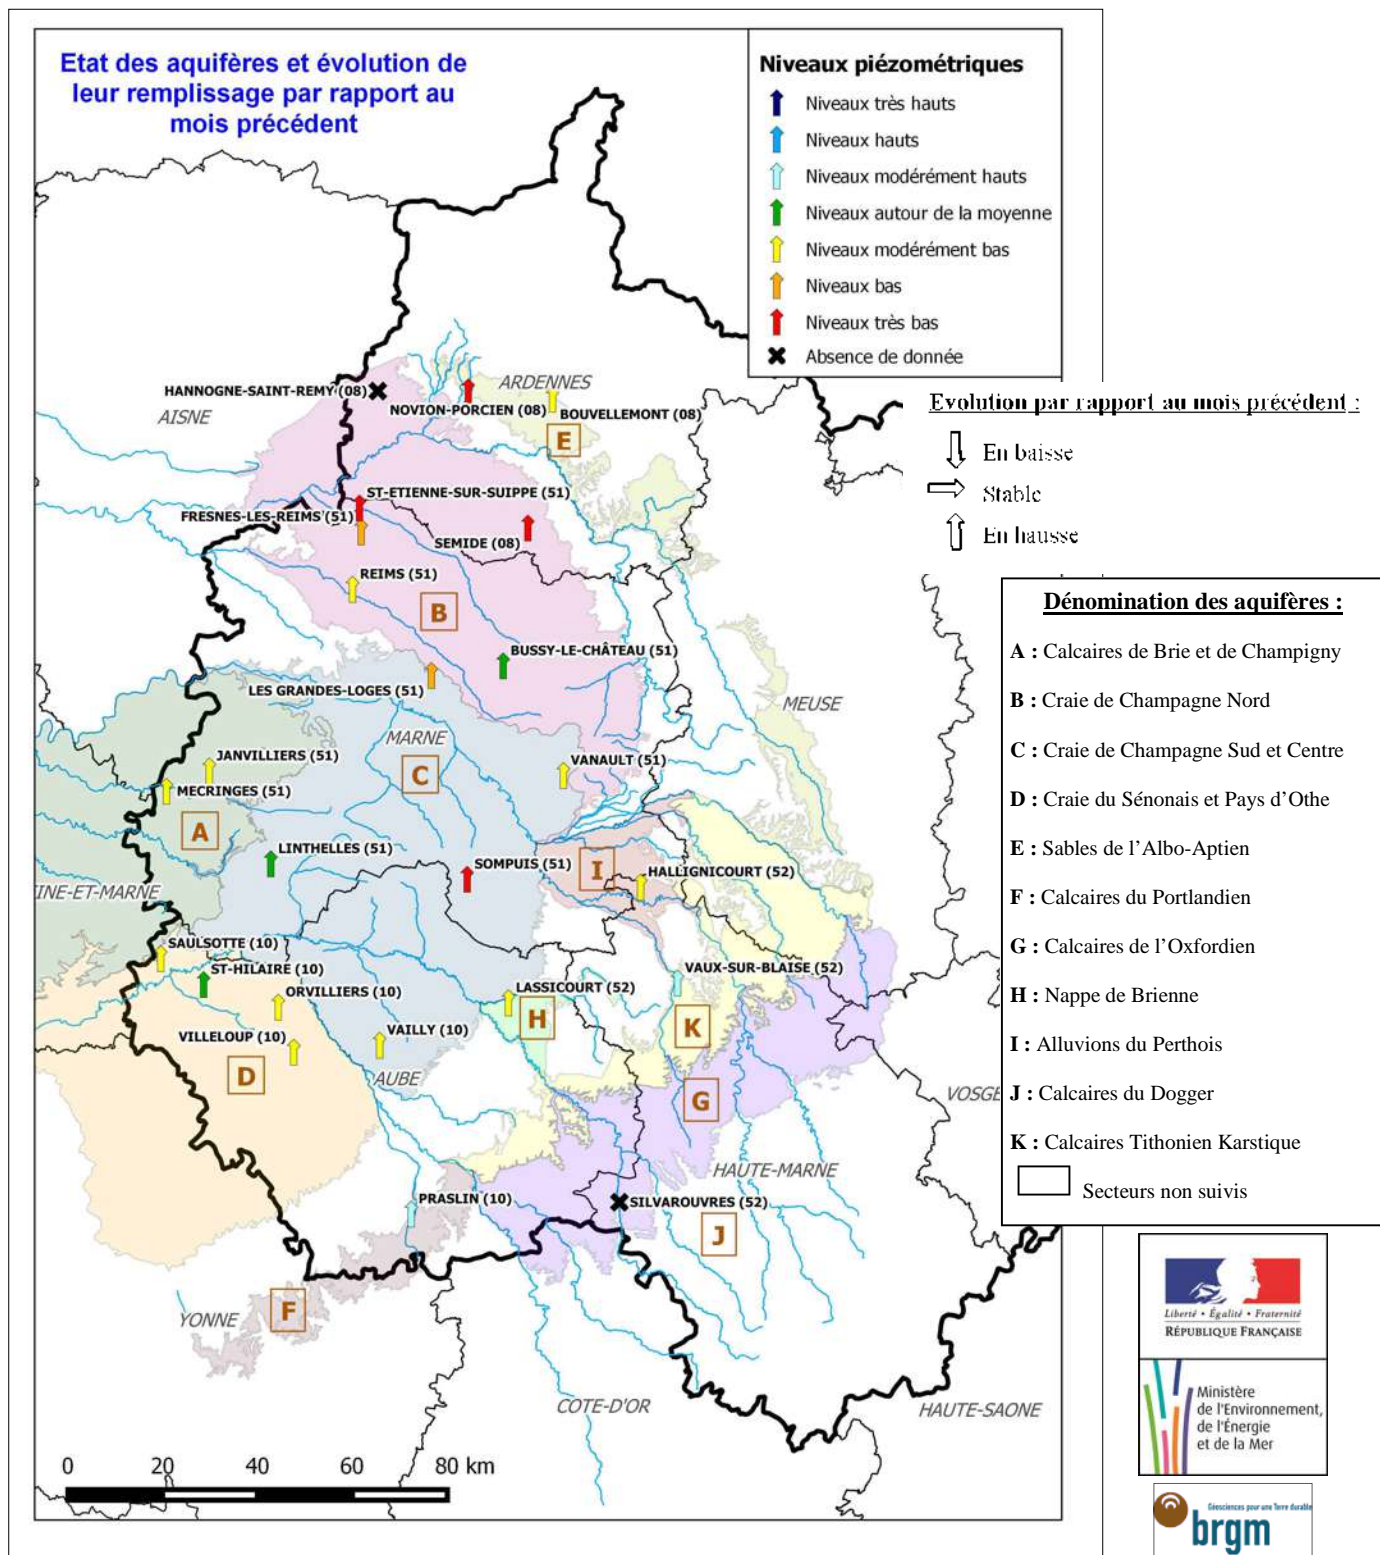 Etat des aquifères et évolution de
leur remplissage par rapport au
mois précédent
Niveaux piézométriques
Niveaux très hauts
Niveaux hauts
Niveaux modérément hauts
Niveaux autour de la moyenne
Niveaux modérément bas
Niveaux bas
Niveaux très bas
Absence de donnée
Evolution par rapport au mois précédent :
En baisse
Stable
En hausse
Dénomination des aquifères :
A : Calcaires de Brie et de Champigny
B : Craie de Champagne Nord
C : Craie de Champagne Sud et Centre
D : Craie du Sénonais et Pays d'Othe
E : Sables de l'Albo-Aptien
F : Calcaires du Portlandien
G : Calcaires de l'Oxfordien
H : Nappe de Brienne
I : Alluvions du Perthois
J : Calcaires du Dogger
K : Calcaires Tithonien Karstique
Secteurs non suivis
HANNOGNE-SAINT-REMY (08)
ARDENNES
AISNE
NOVION-PORCIEN (08)
BOUVELLEMONT (08)
E
ST-ETIENNE-SUR-SUIPPE (51)
FRESNES-LES-REIMS (51)
SEMIDE (08)
REIMS (51)
B
BUSSY-LE-CHÂTEAU (51)
LES GRANDES-LOGES (51)
MEUSE
MARNE
JANVILLIERS (51)
VANAULT (51)
C
MECRINGES (51)
A
LINTHELLES (51)
SOMPUIS (51)
I
HALLIGNICOURT (52)
EINE-ET-MARNE
SAULSOTTE (10)
ST-HILAIRE (10)
VAUX-SUR-BLAISE (52)
ORVILLIERS (10)
LASSICOURT (52)
H
K
VILLELOUP (10)
VAILLY (10)
D
AUBE
G
VOSGE
HAUTE-MARNE
PRASLIN (10)
SILVAROUVRES (52)
J
F
YONNE
COTE-D'OR
HAUTE-SAONE
0 20 40 60 80 km
Liberté • Égalité • Fraternité
RÉPUBLIQUE FRANÇAISE
Ministère
de l'Environnement,
de l'Énergie
et de la Mer
Géosciences pour une Terre durable
brgm